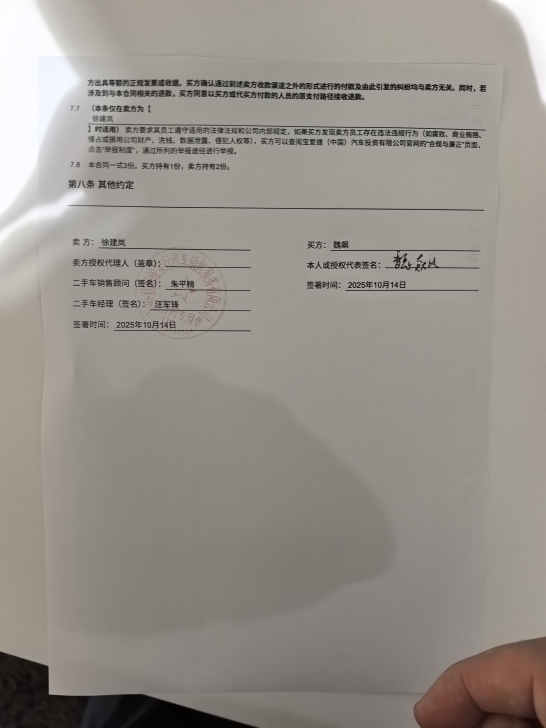 方出具等额的正规发票或收据。买方确认通过前述卖方收款渠道之外的形式进行的付款及由此引发的纠纷均与卖方无关。同时，若
涉及到与本合同相关的退款，买方同意以买方或代买方付款的人员的原支付路径接收退款。
7.7 （本条仅在卖方为【
徐建岚
】时适用）卖方要求其员工遵守适用的法律法规和公司内部规定，如果买方发现卖方员工存在违法违规行为（如腐败、商业贿赂、
侵占或挪用公司财产、洗钱、数据泄露、侵犯人权等），买方可以查阅宝爱捷（中国）汽车投资有限公司官网的“合规与廉正”页面，
点击“举报制度”，通过所列的举报途径进行举报。
7.8 本合同一式3份。买方持有1份，卖方持有2份。
第八条 其他约定
卖 方： 徐建岚
买方： 魏飙
卖方授权代理人（盖章）：
本人或授权代表签名：
二手车销售顾问（签名）： 朱平精
签署时间： 2025年10月14日
二手车经理（签名）： 汪军锋
签署时间： 2025年10月14日